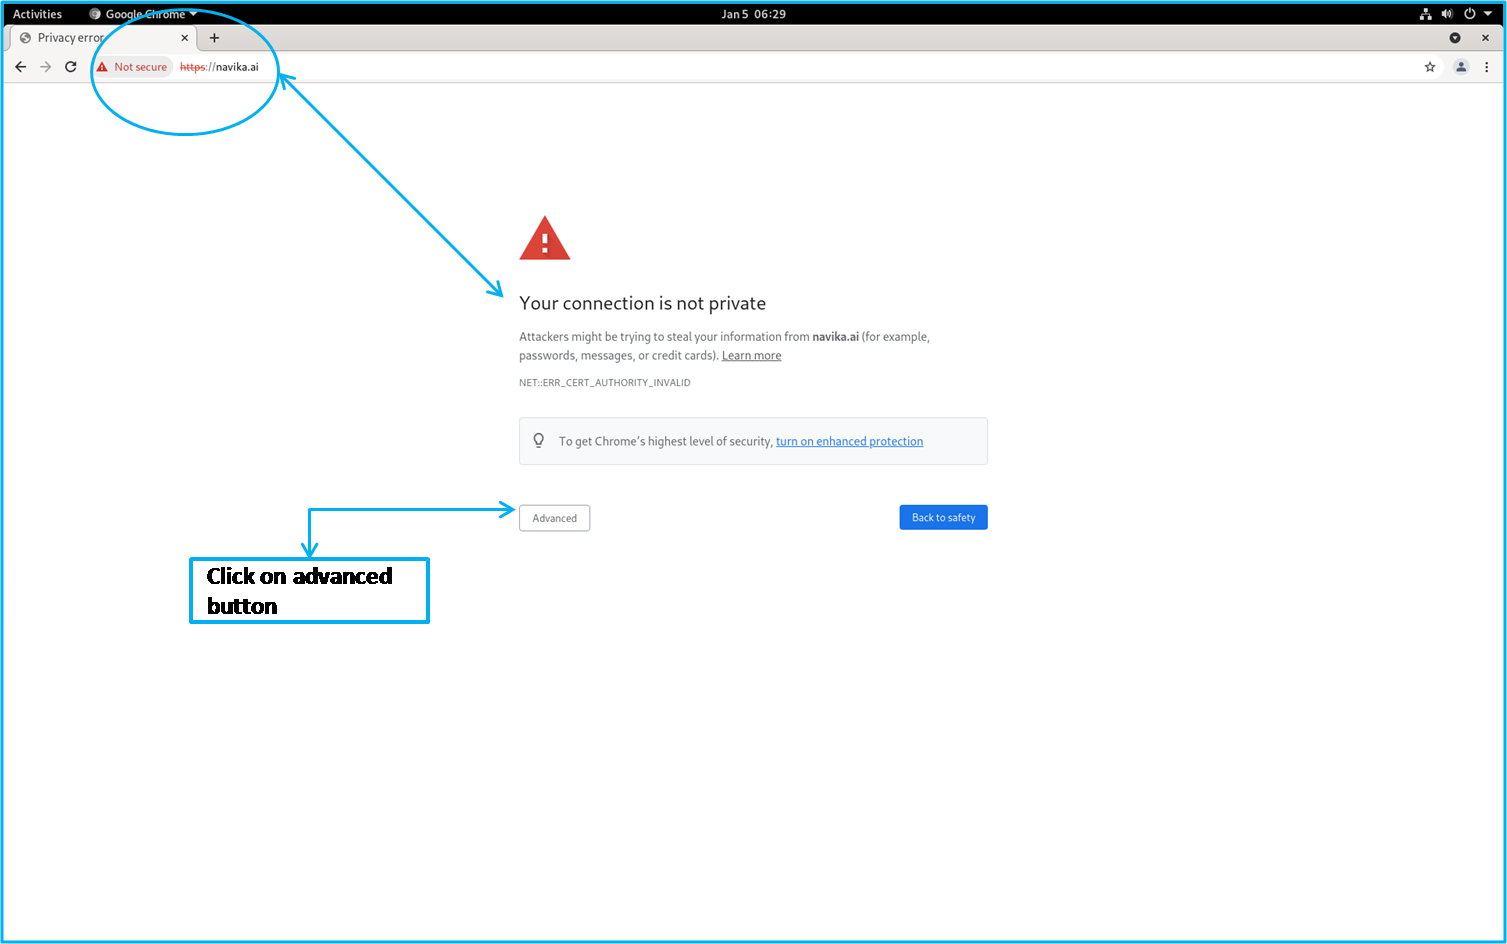 Activities Google Chrome Jan 5 06:29
Privacy error
Not secure https://navika.ai
Your connection is not private
Attackers might be trying to steal your information from navika.ai (for example,
passwords, messages, or credit cards). Learn more
NET::ERR_CERT_AUTHORITY_INVALID
To get Chrome's highest level of security, turn on enhanced protection
Advanced Back to safety
Click on advanced
button